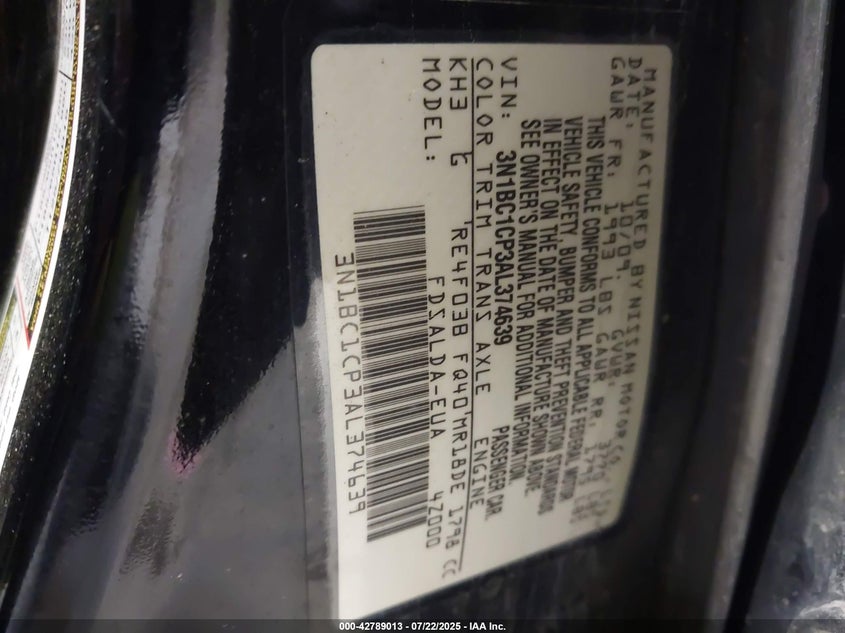 MANUFACTURED BY NISSAN MOTOR CO.
DATE: 10/09. GVWR:
GAWR FR: 1993 LBS GAWR RR:
THIS VEHICLE CONFORMS TO ALL APPLICABLE FEDERAL MOTOR
VEHICLE SAFETY, BUMPER AND THEFT PREVENTION STANDARDS
IN EFFECT ON THE DATE OF MANUFACTURE SHOWN ABOVE.
SEE OWNER'S MANUAL FOR ADDITIONAL INFORMATION.
VIN: 3N1BC1CP3AL374639 PASSENGER CAR.
COLOR TRIM TRANS AXLE ENGINE
KH3 G 'RE4F03B FQ40'MR18DE 1798 CC
MODEL: FDSALDA-EUA 4Z000
3N1BC1CP3AL374639
000-42789013 - 07/22/2025 - IAA Inc.